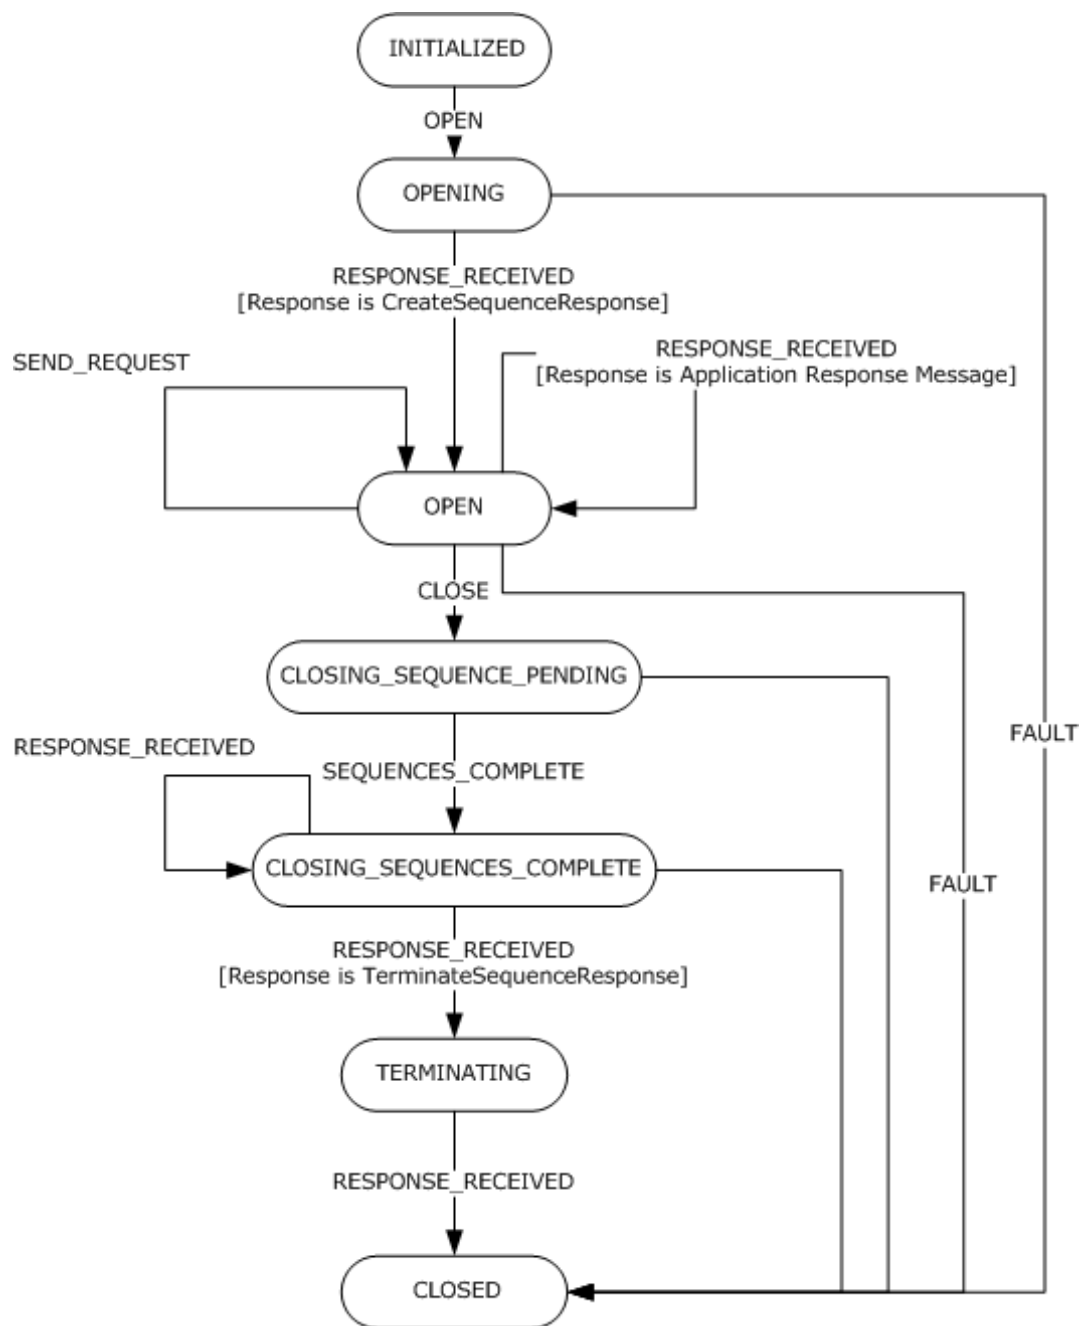 INITIALIZED
OPEN
OPENING
RESPONSE_RECEIVED
[Response is CreateSequenceResponse]
SEND_REQUEST
RESPONSE_RECEIVED
[Response is Application Response Message]
OPEN
CLOSE
CLOSING_SEQUENCE_PENDING
FAULT
RESPONSE_RECEIVED
SEQUENCES_COMPLETE
CLOSING_SEQUENCES_COMPLETE
FAULT
RESPONSE_RECEIVED
[Response is TerminateSequenceResponse]
TERMINATING
RESPONSE_RECEIVED
CLOSED